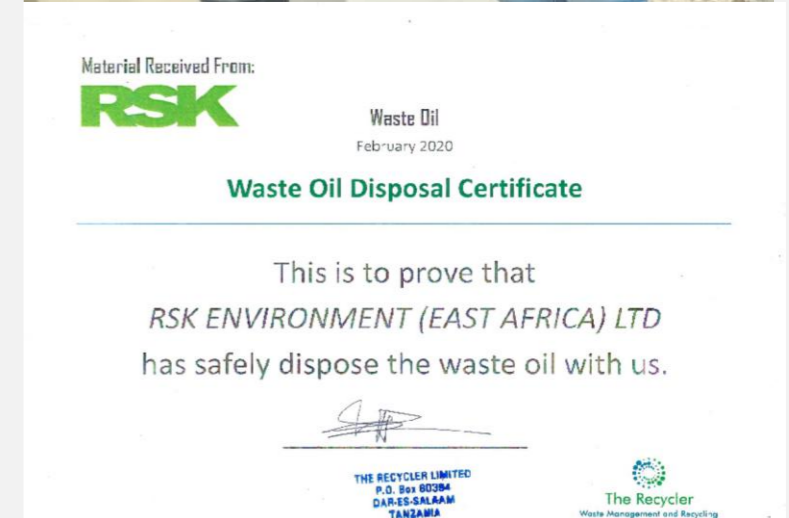 Material Received From:
RSK
Waste Oil
February 2020
Waste Oil Disposal Certificate
This is to prove that
RSK ENVIRONMENT (EAST AFRICA) LTD
has safely dispose the waste oil with us.
THE RECYCLER LIMITED
P.O. Box 60384
DAR-ES-SALAAM
TANZANIA
The Recycler
Waste Management and Recycling